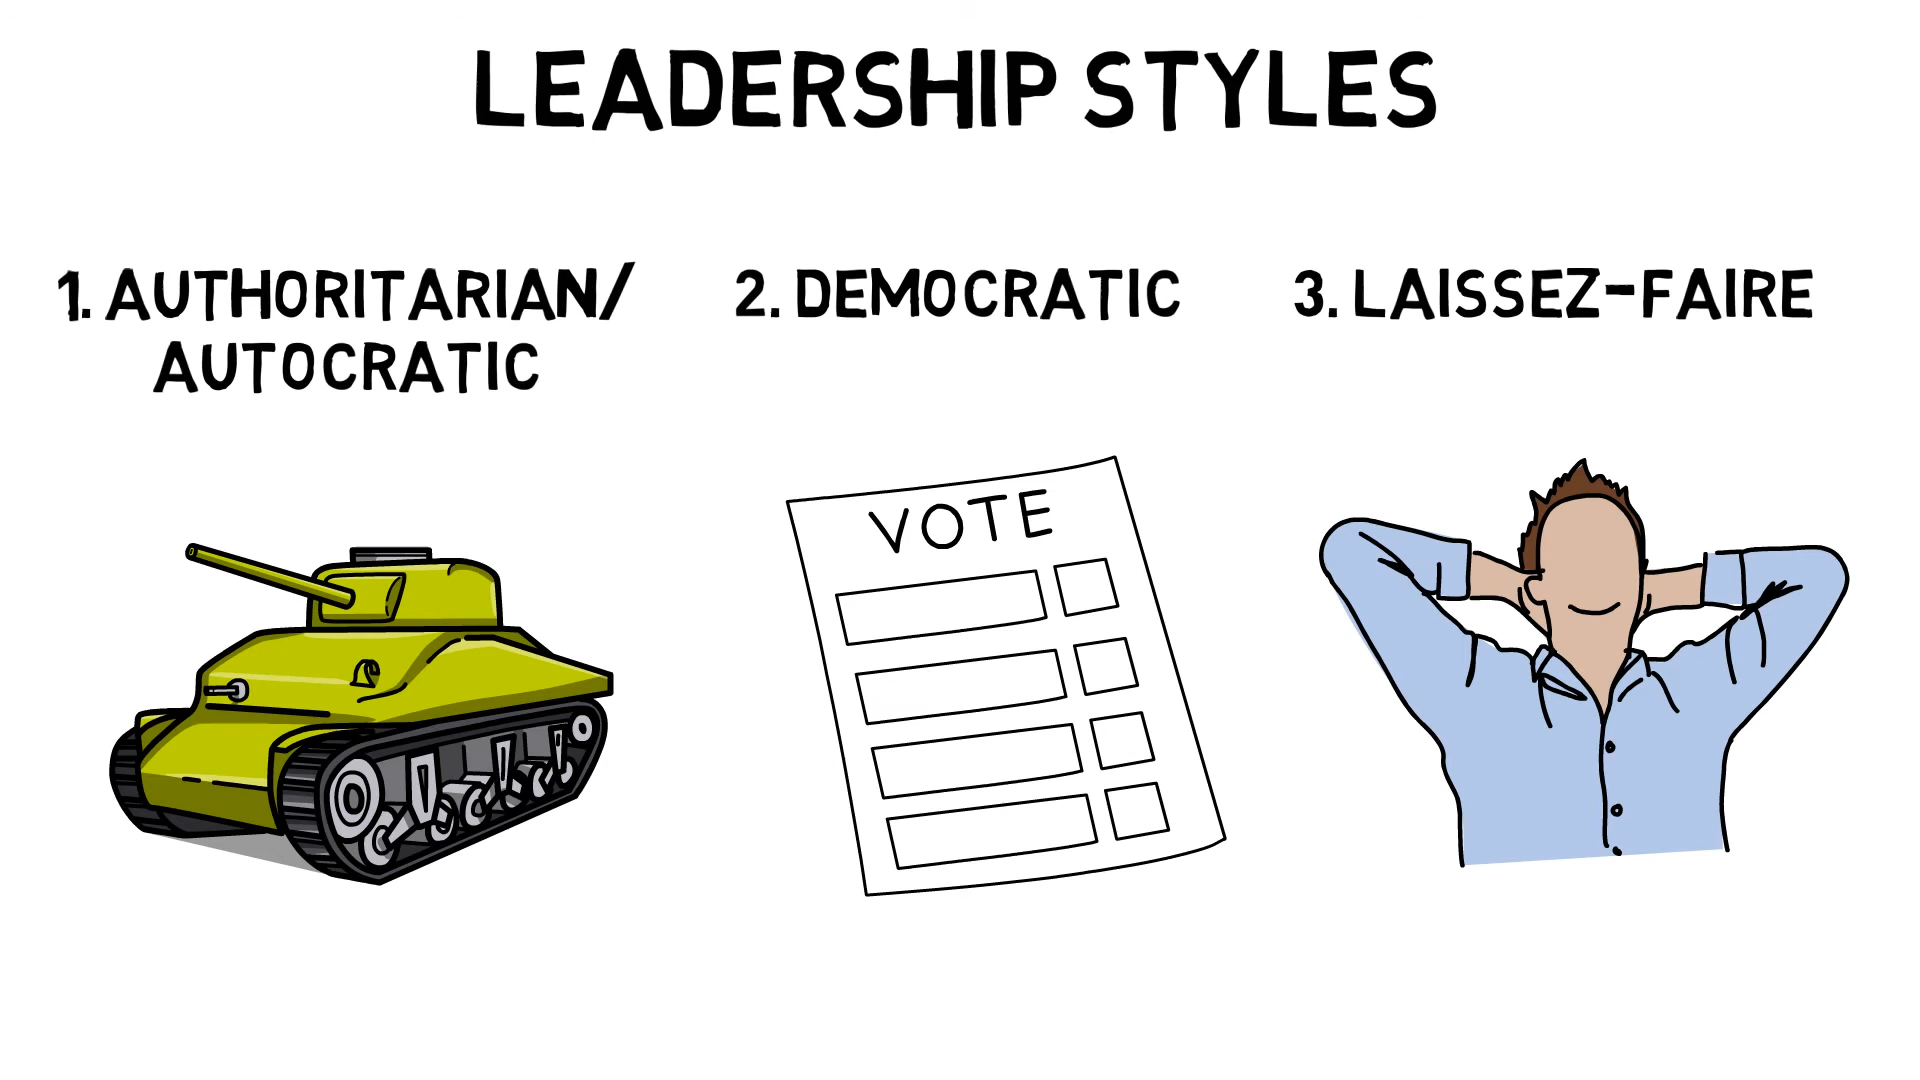 LEADERSHIP STYLES
1. AUTHORITARIAN/
AUTOCRATIC
2. DEMOCRATIC
3. LAISSEZ-FAIRE
VOTE